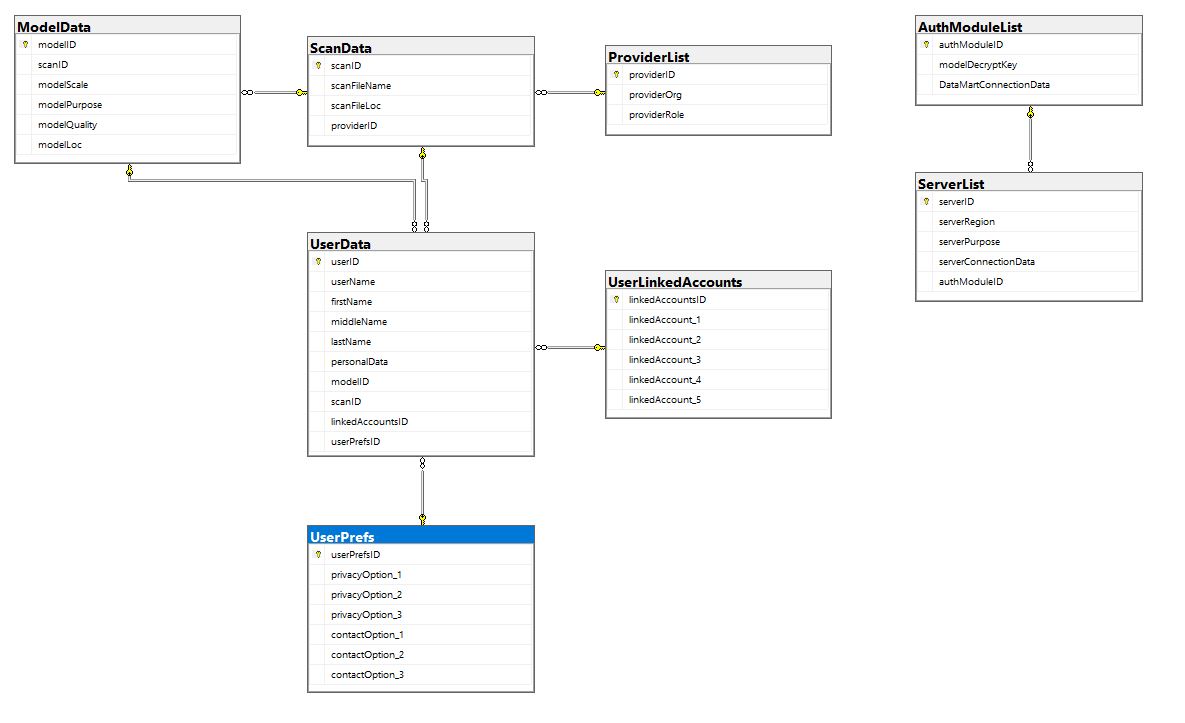 ModelData
modelID
scanID
modelScale
modelPurpose
modelQuality
modelLoc
ScanData
scanID
scanFileName
scanFileLoc
providerID
ProviderList
providerID
providerOrg
providerRole
AuthModuleList
authModuleID
modelDecryptKey
DataMartConnectionData
ServerList
serverID
serverRegion
serverPurpose
serverConnectionData
authModuleID
UserData
userID
userName
firstName
middleName
lastName
personalData
modelID
scanID
linkedAccountsID
userPrefsID
UserLinkedAccounts
linkedAccountsID
linkedAccount_1
linkedAccount_2
linkedAccount_3
linkedAccount_4
linkedAccount_5
UserPrefs
userPrefsID
privacyOption_1
privacyOption_2
privacyOption_3
contactOption_1
contactOption_2
contactOption_3